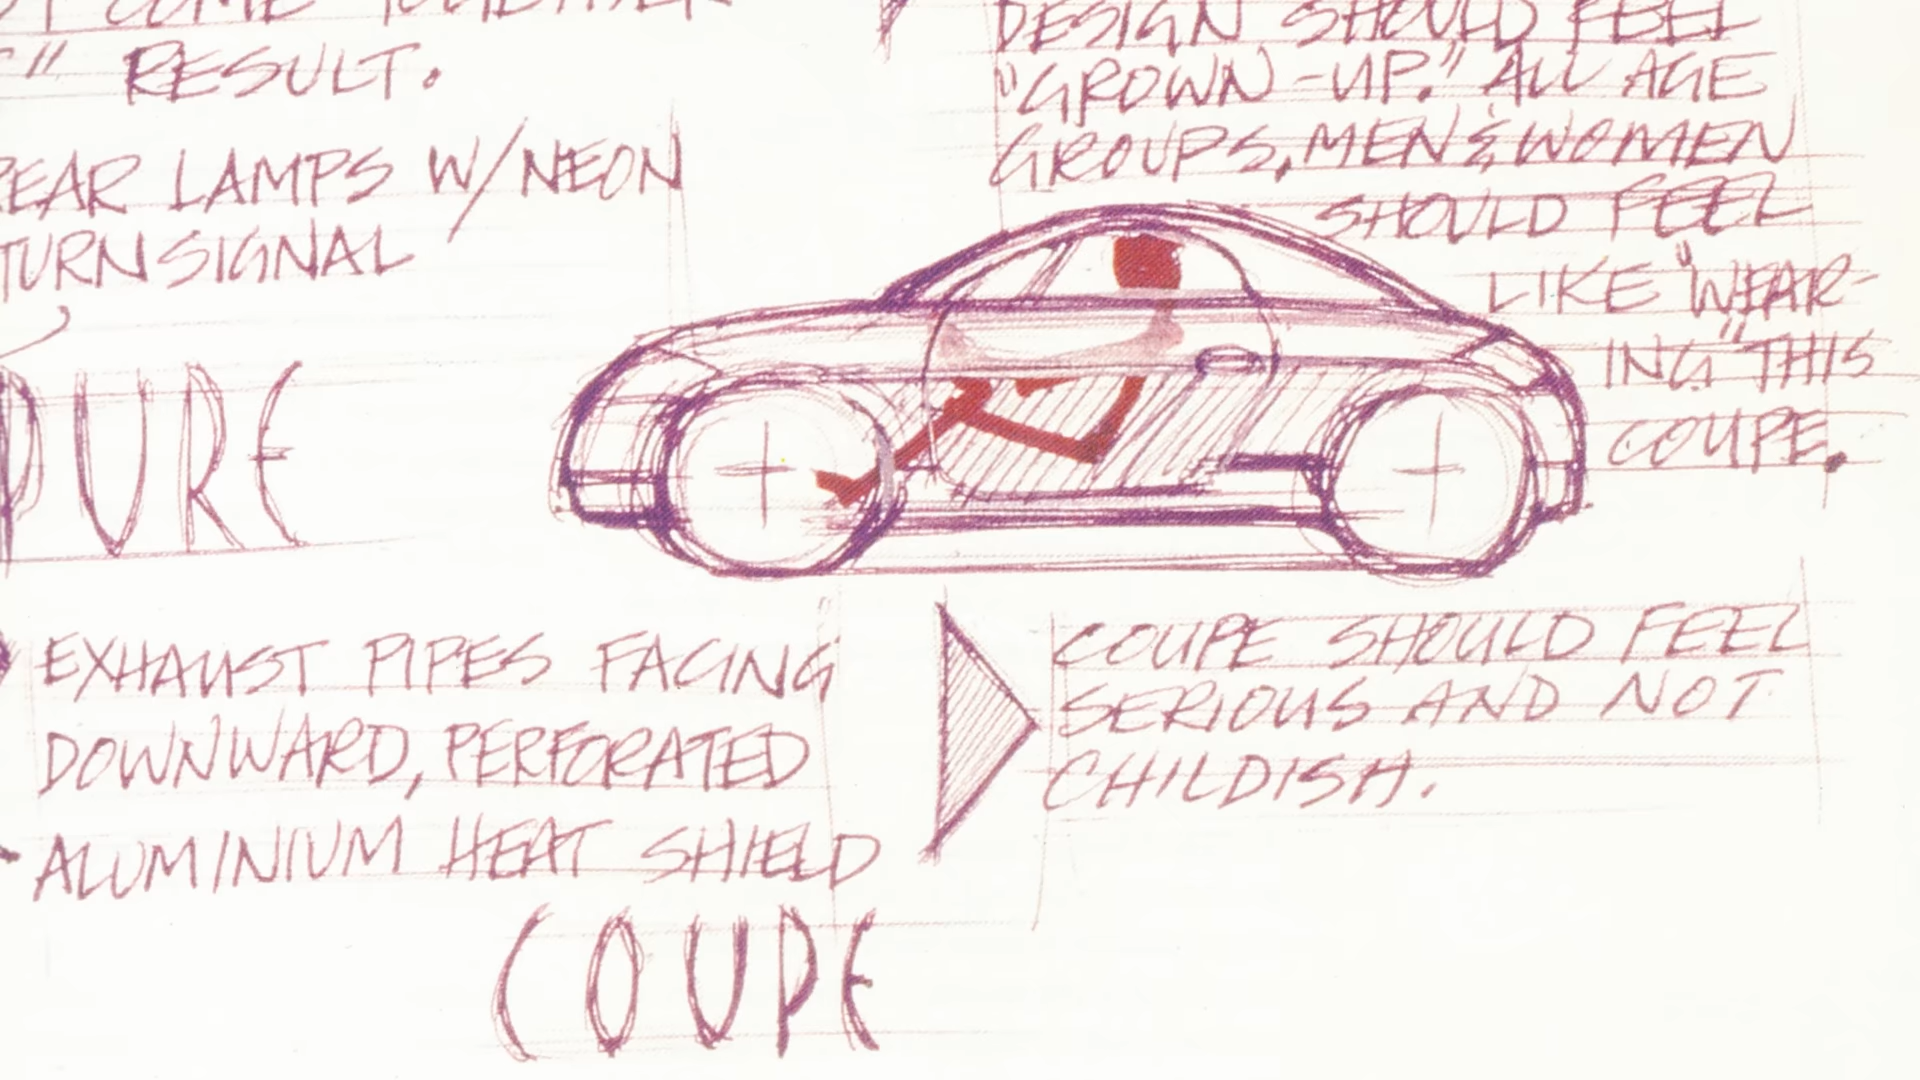 COME TOGETHER
" RESULT.
REAR LAMPS W/NEON
TURNSIGNAL
PURE
EXHAUST PIPES FACING
DOWNWARD, PERFORATED
ALUMINIUM HEAT SHIELD
COUPE
DESIGN SHOULD FEEL
"GROWN-UP." ALL AGE
GROUPS, MEN & WOMEN
SHOULD FEEL
LIKE "WEAR-
ING" THIS
COUPE.
COUPE SHOULD FEEL
SERIOUS AND NOT
CHILDISH.